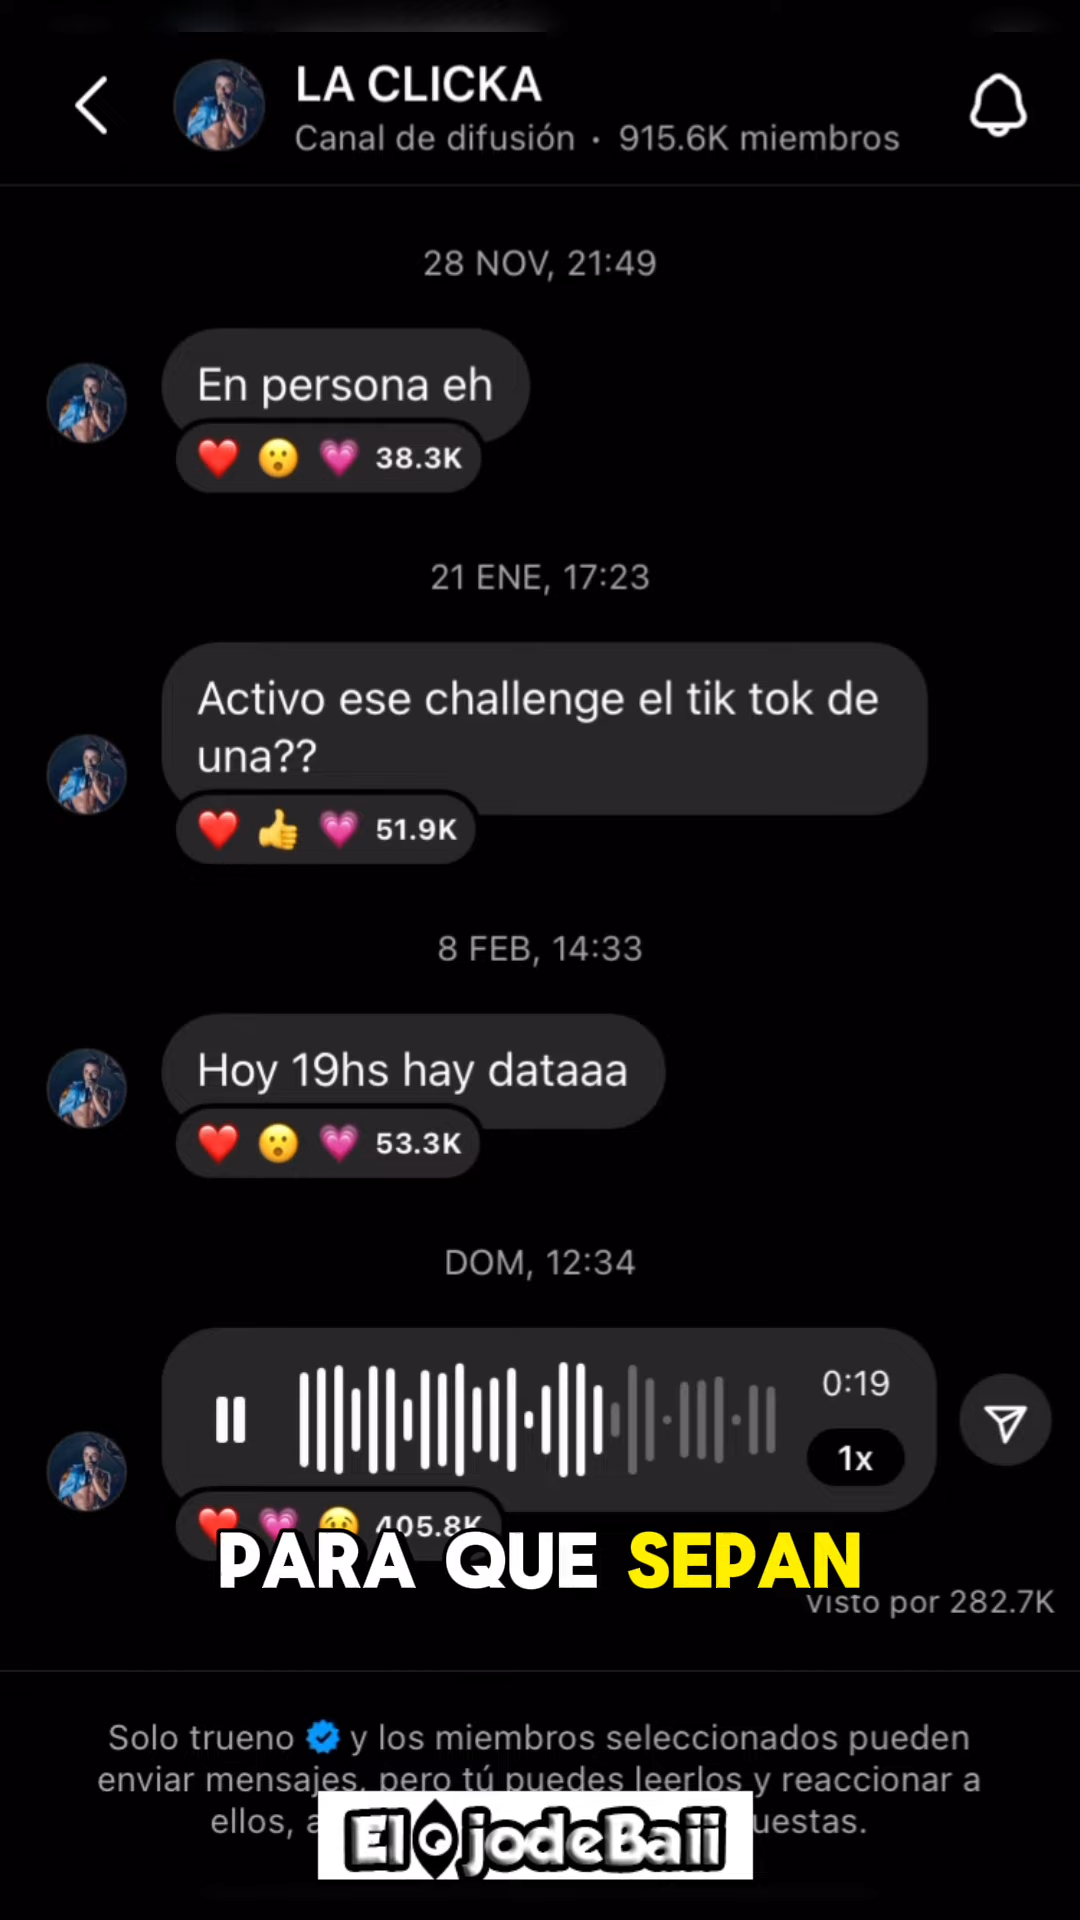 LA CLICKA
Canal de difusión · 915.6K miembros
28 NOV, 21:49
En persona eh
38.3K
21 ENE, 17:23
Activo ese challenge el tik tok de
una??
51.9K
8 FEB, 14:33
Hoy 19hs hay dataaa
53.3K
DOM, 12:34
0:19
1x
405.8K
PARA QUE SEPAN
Visto por 282.7K
Solo trueno y los miembros seleccionados pueden
enviar mensajes, pero tú puedes leerlos y reaccionar a
ellos,
ElOjodeBaii